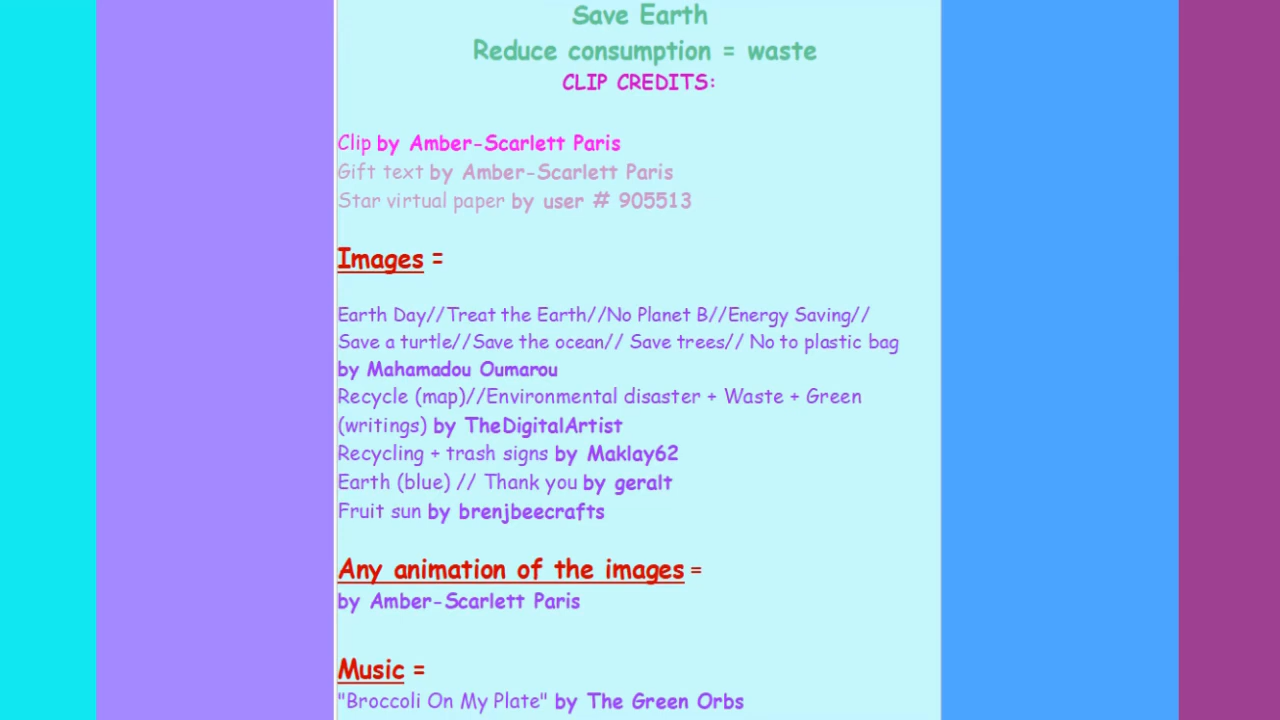 Save Earth
Reduce consumption = waste
CLIP CREDITS:
Clip by Amber-Scarlett Paris
Gift text by Amber-Scarlett Paris
Star virtual paper by user # 905513
Images =
Earth Day//Treat the Earth//No Planet B//Energy Saving//
Save a turtle//Save the ocean// Save trees// No to plastic bag
by Mahamadou Oumarou
Recycle (map)//Environmental disaster + Waste + Green
(writings) by TheDigitalArtist
Recycling + trash signs by Maklay62
Earth (blue) // Thank you by geralt
Fruit sun by brenjbeecrafts
Any animation of the images =
by Amber-Scarlett Paris
Music =
"Broccoli On My Plate" by The Green Orbs